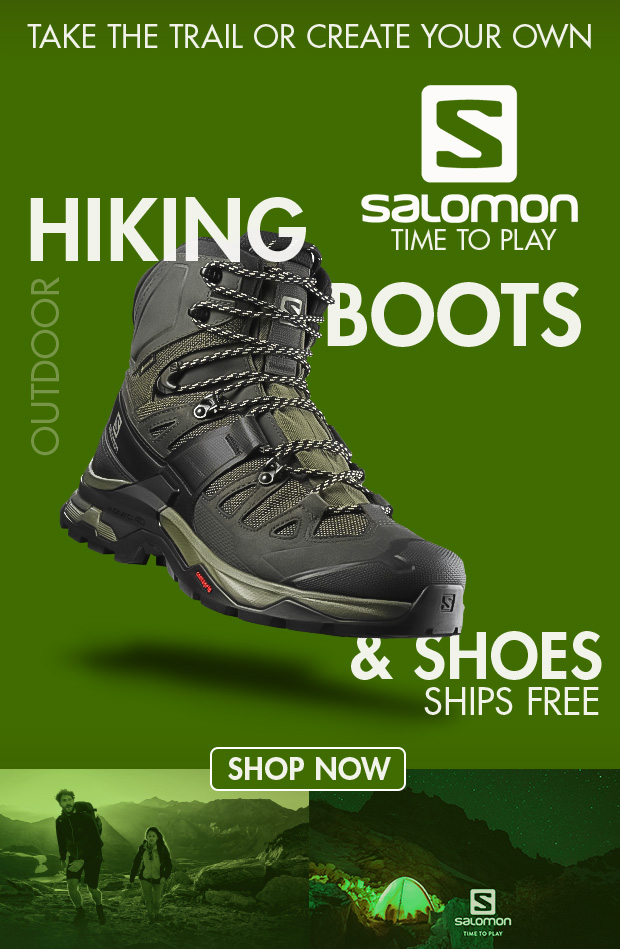 TAKE THE TRAIL OR CREATE YOUR OWN
S
SALOMON
TIME TO PLAY
HIKING
BOOTS
OUTDOOR
& SHOES
SHIPS FREE
SHOP NOW
S
SALOMON
TIME TO PLAY